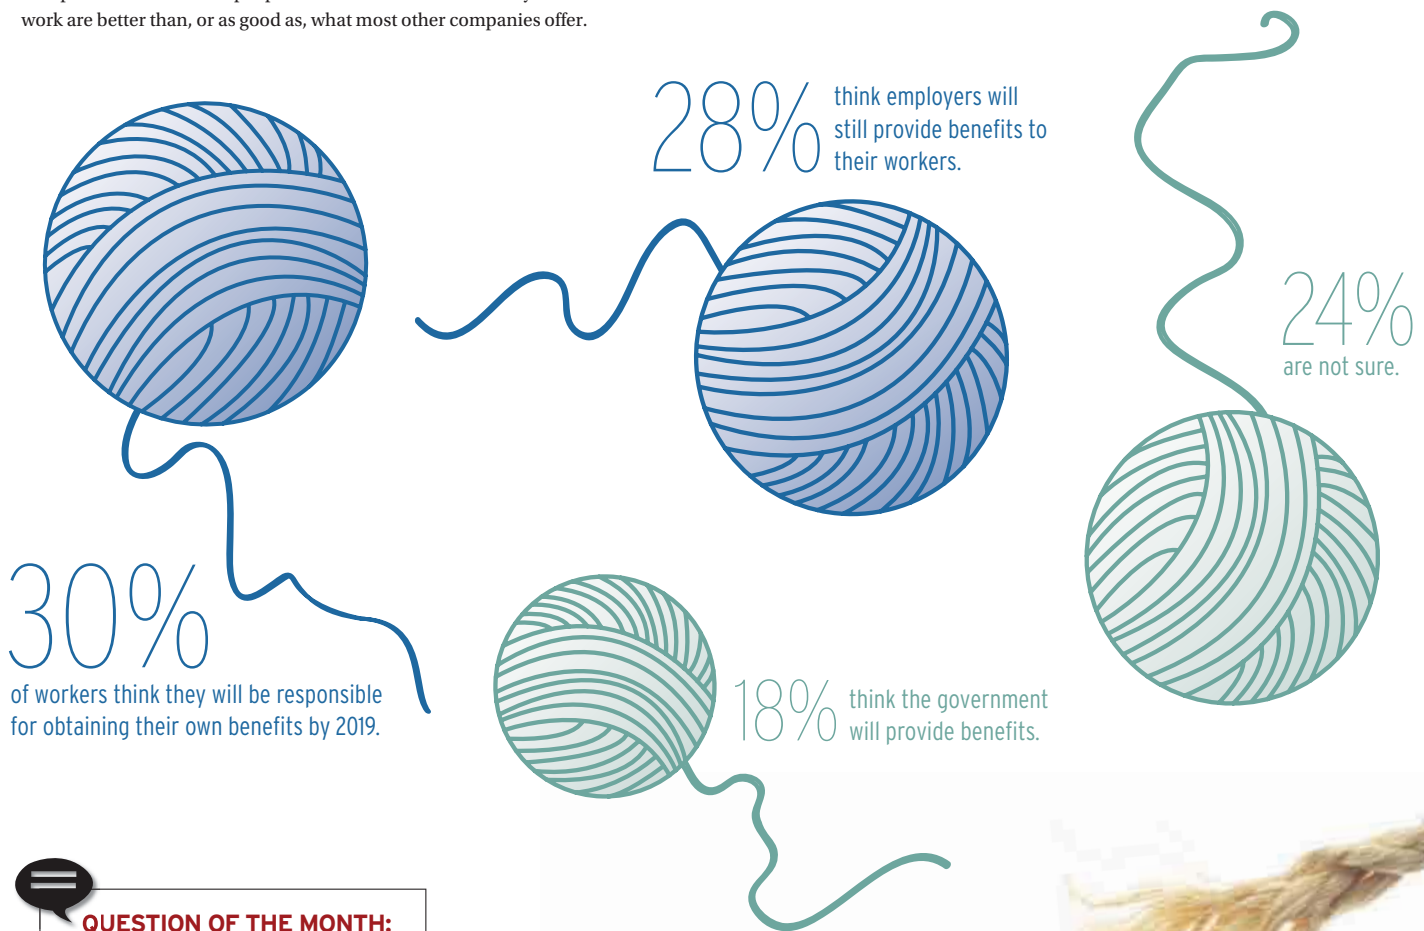 work are better than, or as good as, what most other companies offer.
28%
think employers will
still provide benefits to
their workers.
24%
are not sure.
30%
of workers think they will be responsible
for obtaining their own benefits by 2019.
18%
think the government
will provide benefits.
QUESTION OF THE MONTH: